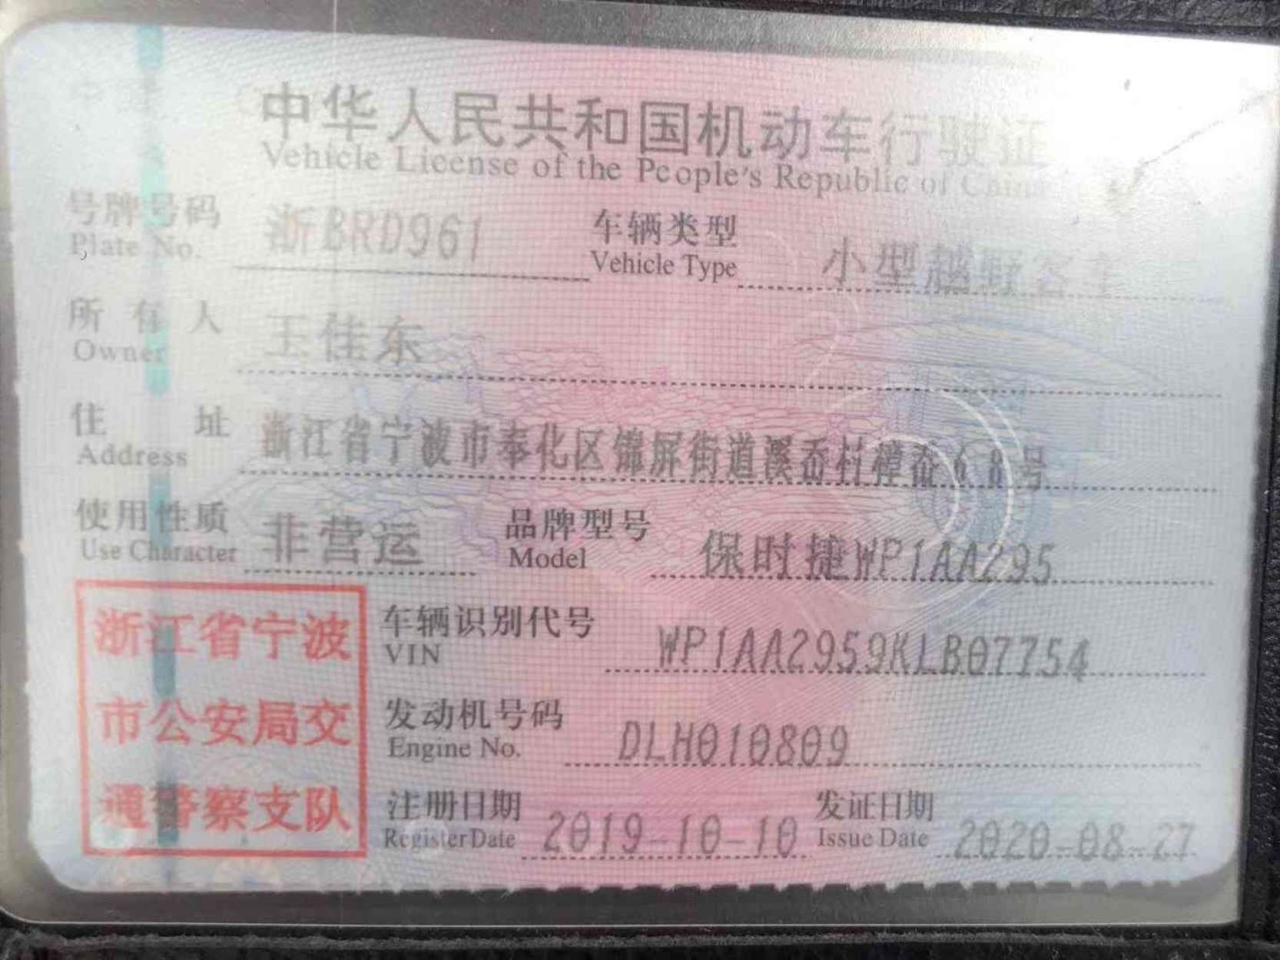 中华人民共和国机动车行驶证
Vehicle License of the People's Republic of China
号牌号码 浙BRD961 车辆类型 小型越野客车
Plate No. Vehicle Type
所有人 王佳东
Owner
住址 浙江省宁波市奉化区锦屏街道溪岙村樟岙68号
Address
使用性质 非营运 品牌型号 保时捷WP1AA295
Use Character Model
浙江省宁波
市公安局交
通警察支队
车辆识别代号 WP1AA2959KLB07754
VIN
发动机号码 DLH010809
Engine No.
注册日期 2019-10-10 发证日期 2020-08-27
Register Date Issue Date